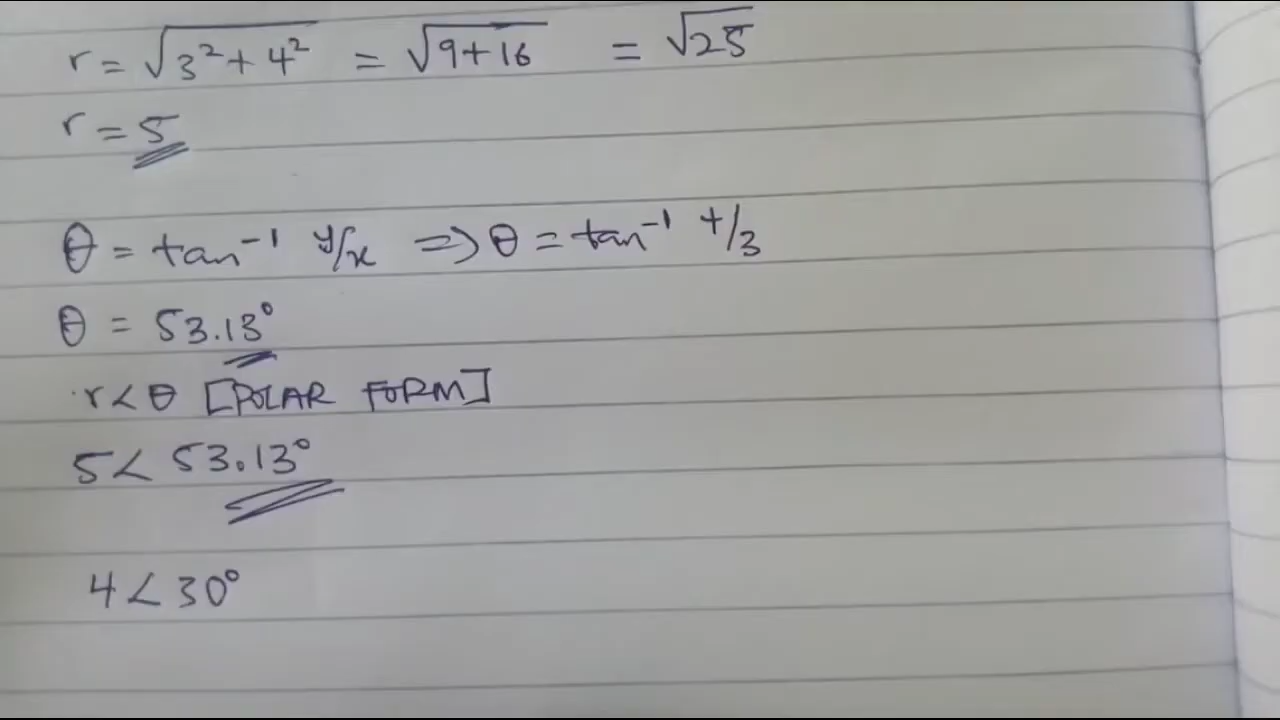 r = √3² + 4² = √9+16 = √25
r = 5
θ = tan⁻¹ y/x => θ = tan⁻¹ 4/3
θ = 53.13°
r < θ [POLAR FORM]
5 < 53.13°
4 < 30°